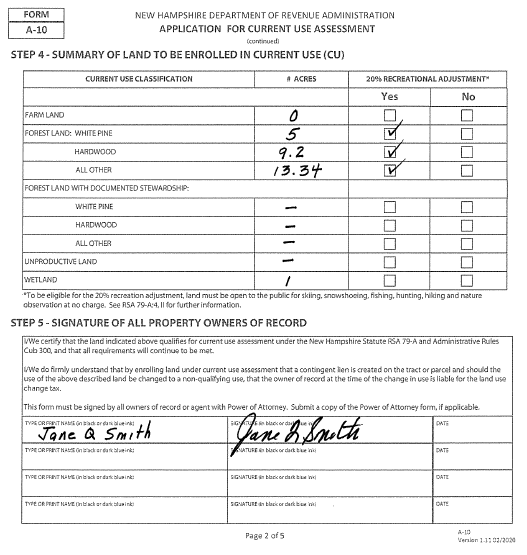 FORM
A-10
NEW HAMPSHIRE DEPARTMENT OF REVENUE ADMINISTRATION
APPLICATION FOR CURRENT USE ASSESSMENT
(continued)
STEP 4 - SUMMARY OF LAND TO BE ENROLLED IN CURRENT USE (CU)
CURRENT USE CLASSIFICATION # ACRES 20% RECREATIONAL ADJUSTMENT*
Yes No
FARM LAND 0
FOREST LAND: WHITE PINE 5 ✓
HARDWOOD 9.2 ✓
ALL OTHER 13.34 ✓
FOREST LAND WITH DOCUMENTED STEWARDSHIP:
WHITE PINE –
HARDWOOD –
ALL OTHER –
UNPRODUCTIVE LAND –
WETLAND 1
*To be eligible for the 20% recreation adjustment, land must be open to the public for skiing, snowshoeing, fishing, hunting, hiking and nature
observation at no charge. See RSA 79-A:4, II for further information.
STEP 5 - SIGNATURE OF ALL PROPERTY OWNERS OF RECORD
I/We certify that the land indicated above qualifies for current use assessment under the New Hampshire Statute RSA 79-A and Administrative Rules
Cub 300, and that all requirements will continue to be met.
I/We do firmly understand that by enrolling land under current use assessment that a contingent lien is created on the tract or parcel and should the
use of the above described land be changed to a non-qualifying use, that the owner of record at the time of the change in use is liable for the land use
change tax.
This form must be signed by all owners of record or agent with Power of Attorney. Submit a copy of the Power of Attorney form, if applicable.
TYPE OR PRINT NAME (in black or dark blue ink) SIGNATURE (in black or dark blue ink) DATE
Jane Q Smith Jane Q Smith
TYPE OR PRINT NAME (in black or dark blue ink) SIGNATURE (in black or dark blue ink) DATE
TYPE OR PRINT NAME (in black or dark blue ink) SIGNATURE (in black or dark blue ink) DATE
TYPE OR PRINT NAME (in black or dark blue ink) SIGNATURE (in black or dark blue ink) DATE
Page 2 of 5
A-10
Version 1.11 02/2020